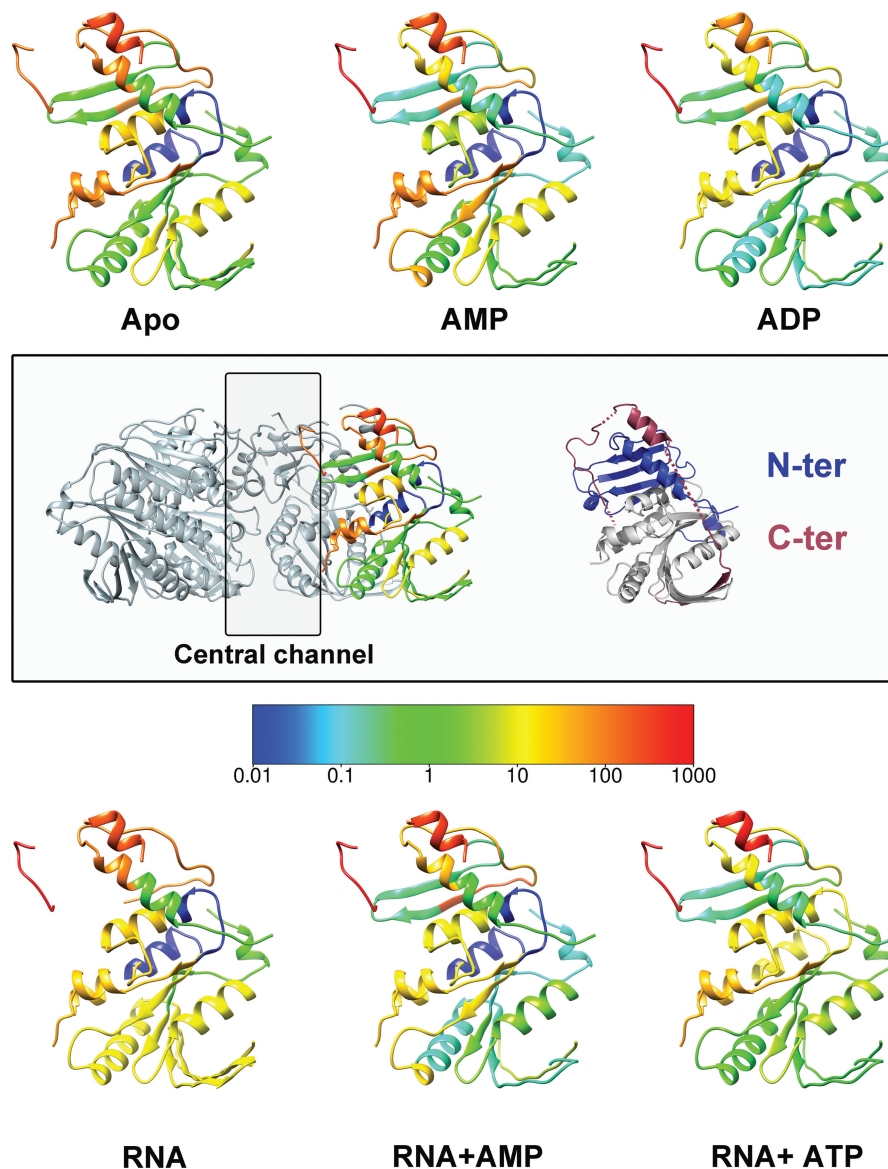 Apo AMP ADP
N-ter
C-ter
Central channel
0.01 0.1 1 10 100 1000
RNA RNA+AMP RNA+ ATP